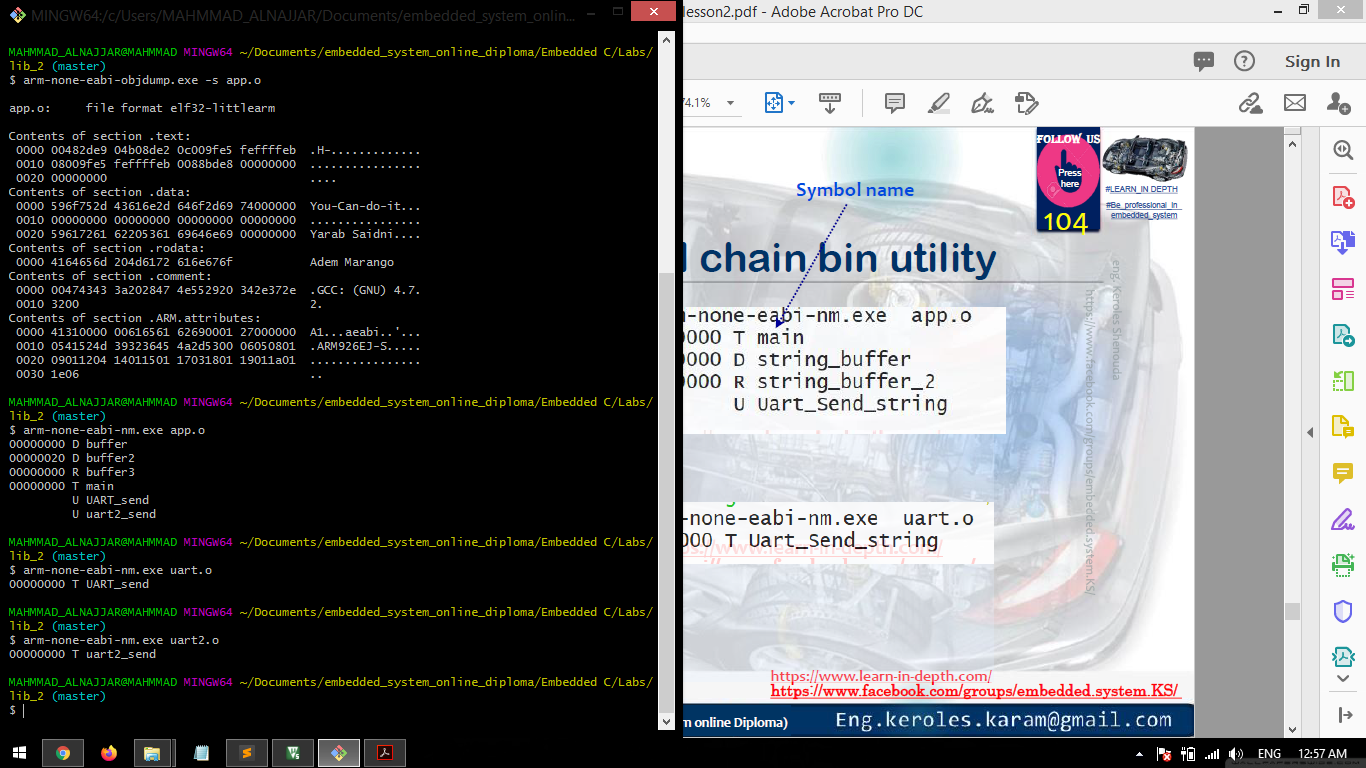 MINGW64:/c/Users/MAHMMAD_ALNAJJAR/Documents/embedded_system_onlin...
MAHMMAD_ALNAJJAR@MAHMMAD MINGW64 ~/Documents/embedded_system_online_diploma/Embedded C/Labs/
lib_2 (master)
$ arm-none-eabi-objdump.exe -s app.o
app.o:     file format elf32-littlearm
Contents of section .text:
 0000 00482de9 04b08de2 0c009fe5 feffffeb  .H-.............
 0010 08009fe5 feffffeb 0088bde8 00000000  ................
 0020 00000000                             ....
Contents of section .data:
 0000 596f752d 43616e2d 646f2d69 74000000  You-Can-do-it...
 0010 00000000 00000000 00000000 00000000  ................
 0020 59617261 62205361 69646e69 00000000  Yarab Saidni....
Contents of section .rodata:
 0000 4164656d 204d6172 616e676f           Adem Marango
Contents of section .comment:
 0000 00474343 3a202847 4e552920 342e372e  .GCC: (GNU) 4.7.
 0010 3200                                 2.
Contents of section .ARM.attributes:
 0000 41310000 00616561 62690001 27000000  A1...aeabi..'...
 0010 0541524d 39323645 4a2d5300 06050801  .ARM926EJ-S.....
 0020 09011204 14011501 17031801 19011a01  ................
 0030 1e06                                 ..
MAHMMAD_ALNAJJAR@MAHMMAD MINGW64 ~/Documents/embedded_system_online_diploma/Embedded C/Labs/
lib_2 (master)
$ arm-none-eabi-nm.exe app.o
00000000 D buffer
00000020 D buffer2
00000000 R buffer3
00000000 T main
         U UART_send
         U uart2_send
MAHMMAD_ALNAJJAR@MAHMMAD MINGW64 ~/Documents/embedded_system_online_diploma/Embedded C/Labs/
lib_2 (master)
$ arm-none-eabi-nm.exe uart.o
00000000 T UART_send
MAHMMAD_ALNAJJAR@MAHMMAD MINGW64 ~/Documents/embedded_system_online_diploma/Embedded C/Labs/
lib_2 (master)
$ arm-none-eabi-nm.exe uart2.o
00000000 T uart2_send
MAHMMAD_ALNAJJAR@MAHMMAD MINGW64 ~/Documents/embedded_system_online_diploma/Embedded C/Labs/
lib_2 (master)
$
lesson2.pdf - Adobe Acrobat Pro DC
Sign In
74.1%
FOLLOW US
Press
here
104
#LEARN_IN DEPTH
#Be_professional_in
embedded_system
Symbol name
chain bin utility
-none-eabi-nm.exe  app.o
0000 T main
0000 D string_buffer
0000 R string_buffer_2
U Uart_Send_string
-none-eabi-nm.exe  uart.o
000 T Uart_Send_string
https://www.learn-in-depth.com/
eng. Keroles Shenouda
https://www.facebook.com/groups/embedded.system.KS/
https://www.learn-in-depth.com/
https://www.facebook.com/groups/embedded.system.KS/
m online Diploma)
Eng.keroles.karam@gmail.com
ENG
12:57 AM